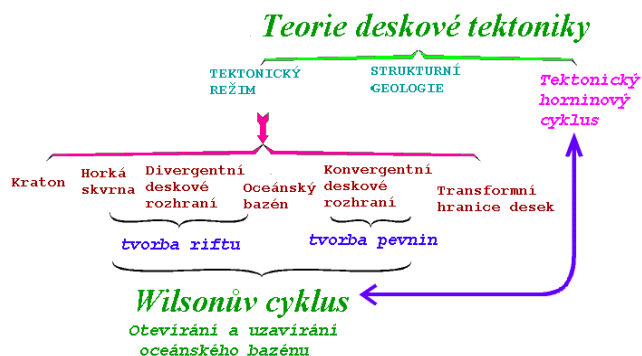 Teorie deskové tektoniky
TEKTONICKÝ
REŽIM
STRUKTURNÍ
GEOLOGIE
Tektonický
horninový
cyklus
Kraton
Horká
skvrna
Divergentní
deskové
rozhraní
Oceánský
bazén
Konvergentní
deskové
rozhraní
Transformní
hranice desek
tvorba riftu
tvorba pevnin
Wilsonův cyklus
Otevírání a uzavírání
oceánského bazénu